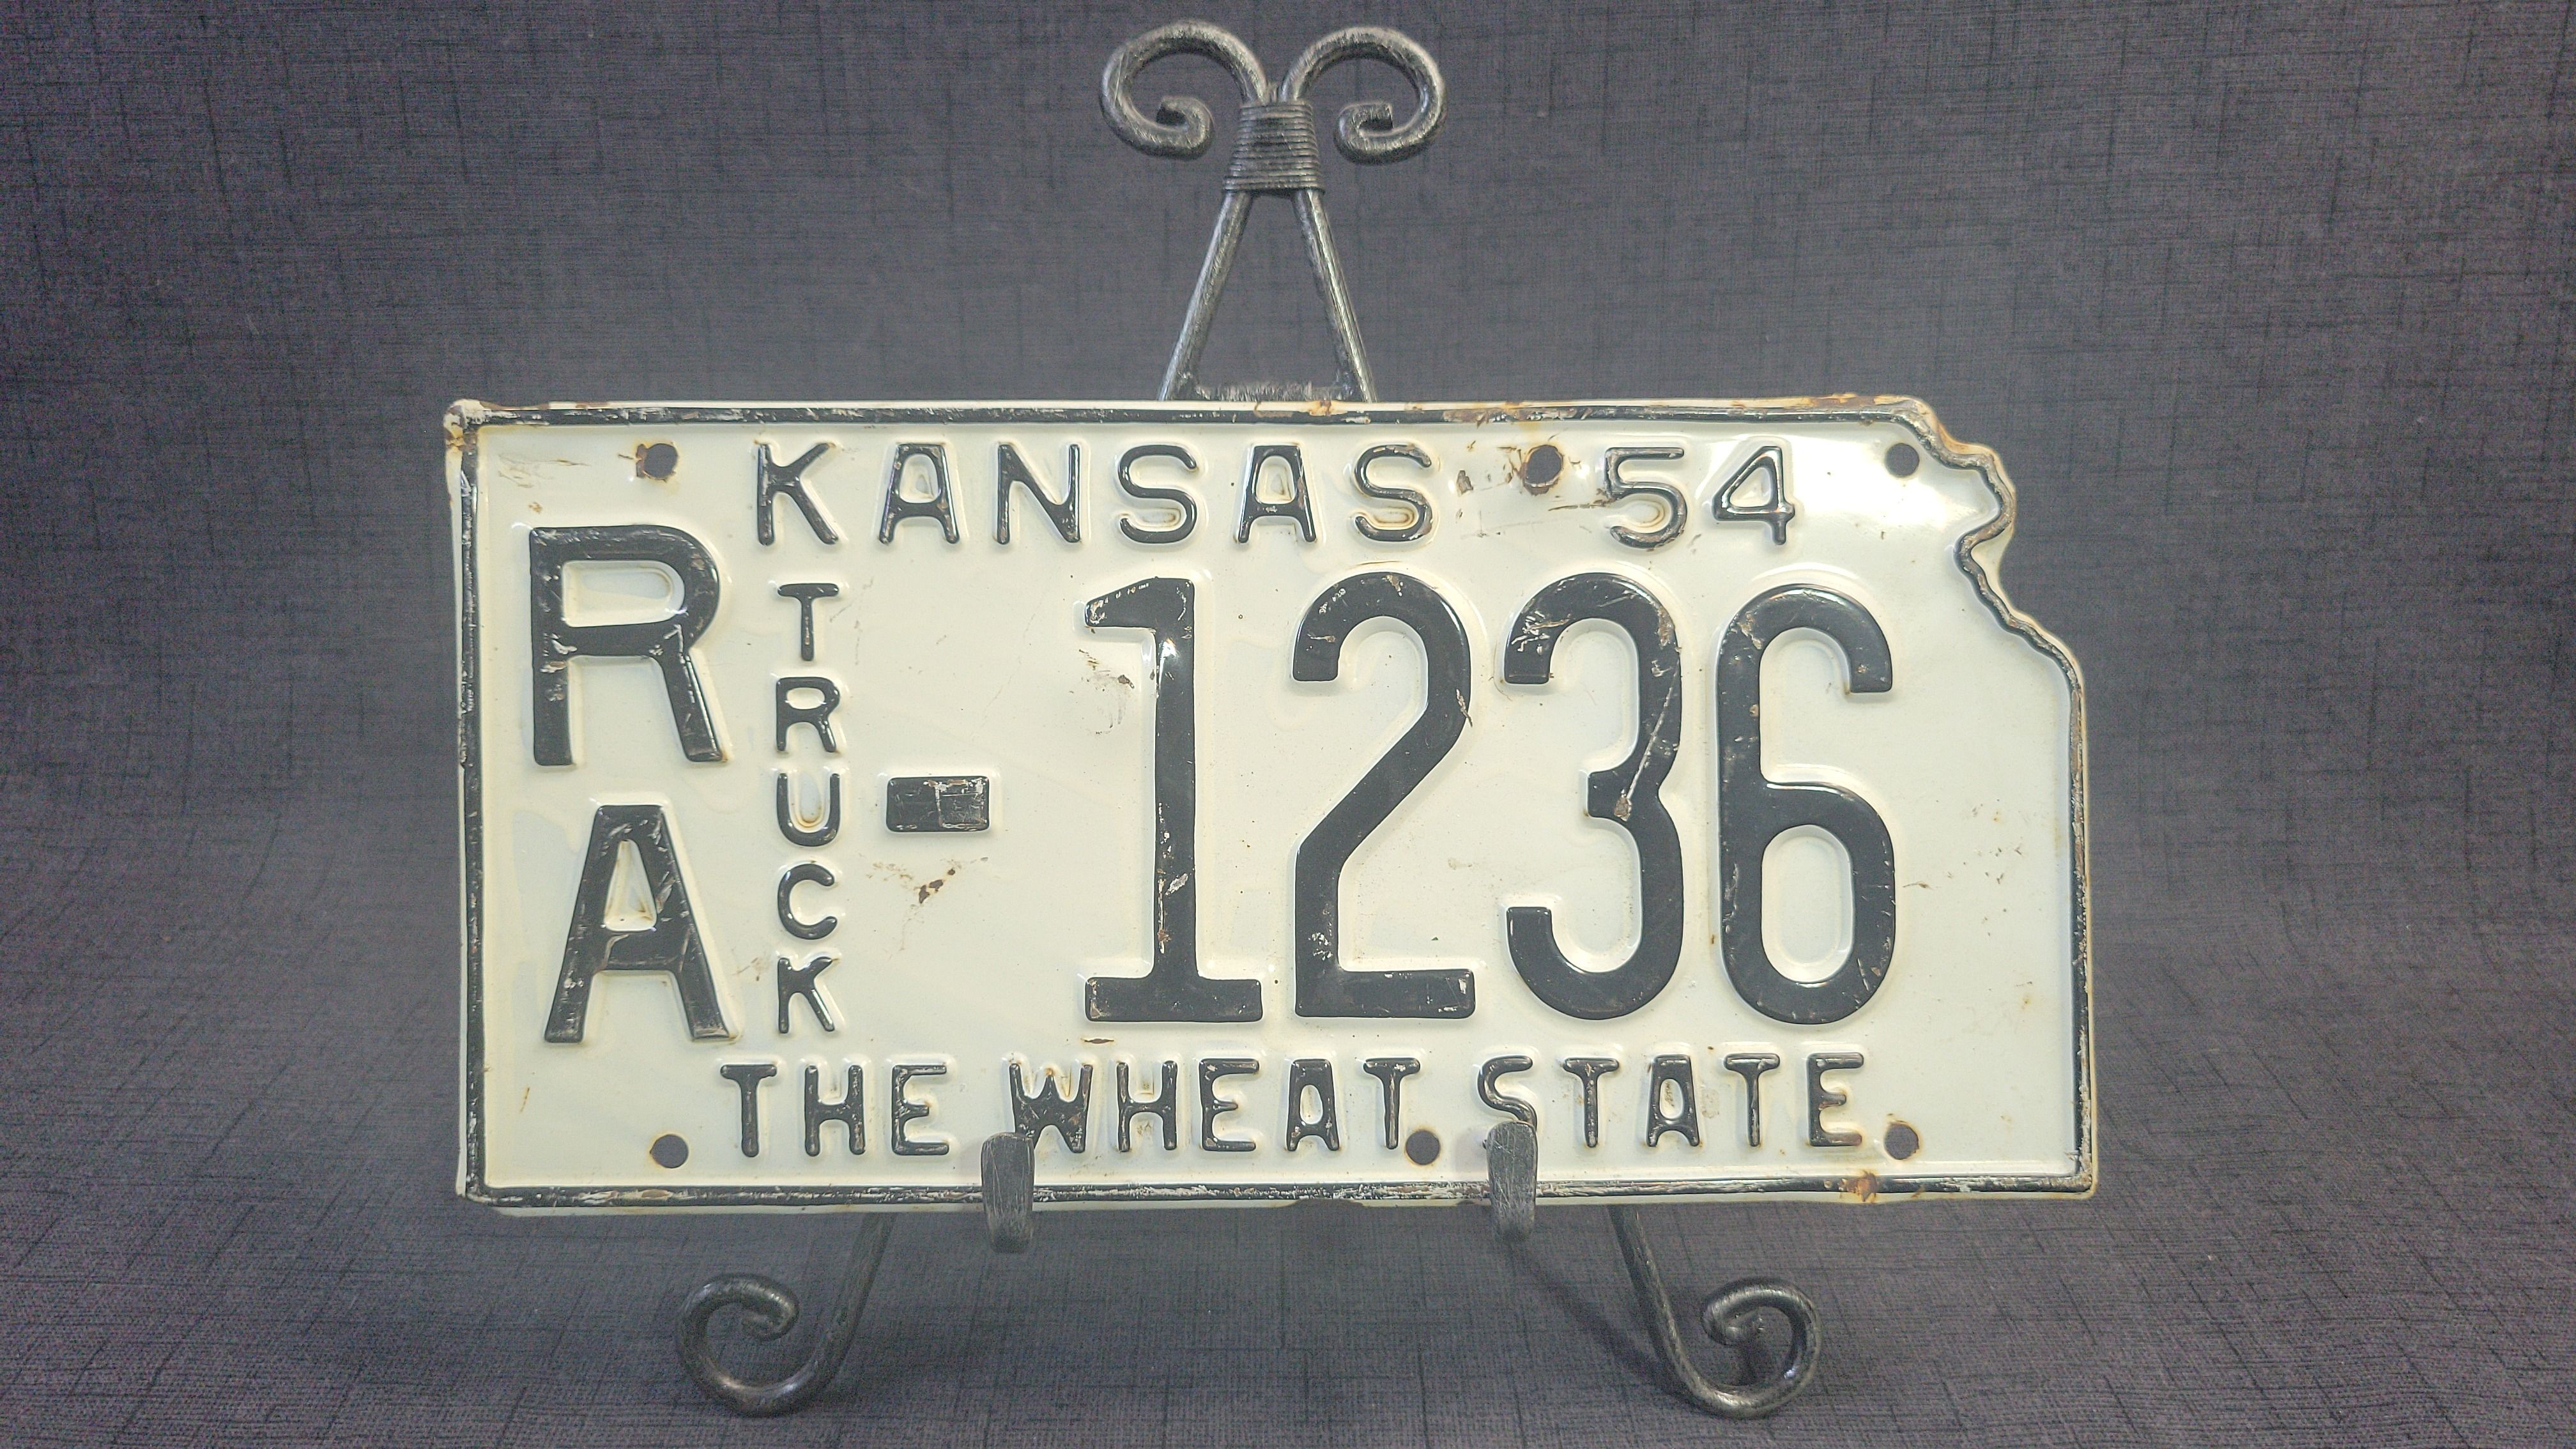 KANSAS 54
RA TRUCK -1236
THE WHEAT STATE